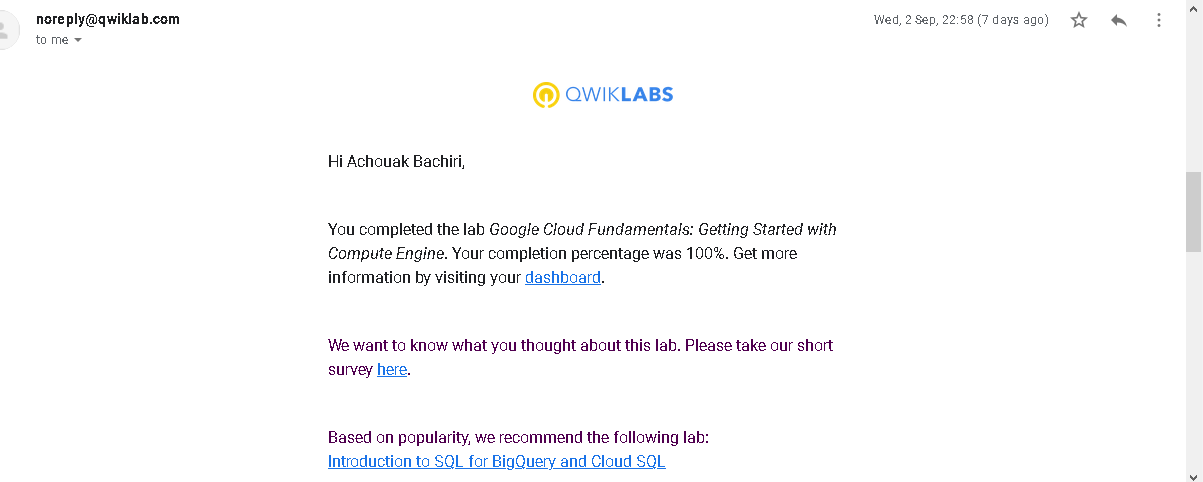 noreply@qwiklab.com
Wed, 2 Sep, 22:58 (7 days ago)
to me
QWIKLABS
Hi Achouak Bachiri,
You completed the lab Google Cloud Fundamentals: Getting Started with
Compute Engine. Your completion percentage was 100%. Get more
information by visiting your dashboard.
We want to know what you thought about this lab. Please take our short
survey here.
Based on popularity, we recommend the following lab:
Introduction to SQL for BigQuery and Cloud SQL